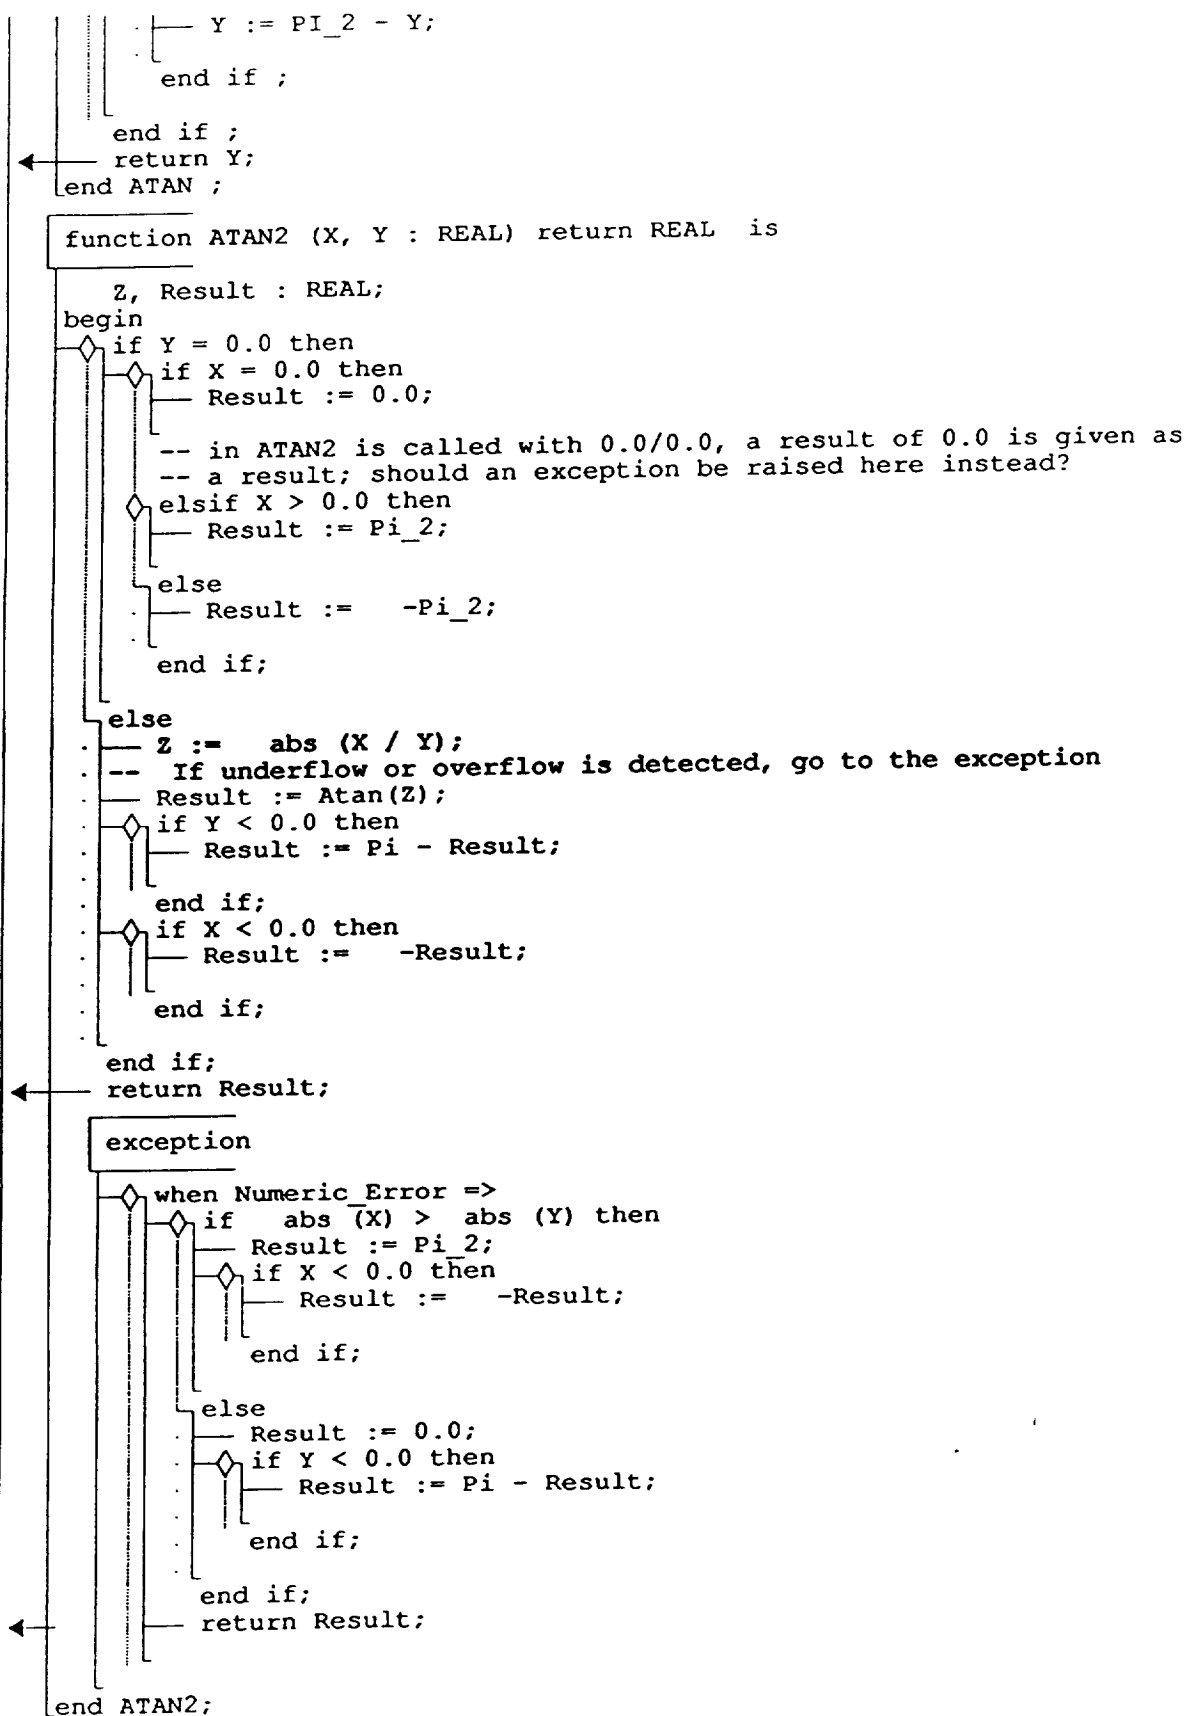 Y := PI_2 - Y;
end if ;
end if ;
return Y;
end ATAN ;
function ATAN2 (X, Y : REAL) return REAL is
Z, Result : REAL;
begin
if Y = 0.0 then
if X = 0.0 then
Result := 0.0;
-- in ATAN2 is called with 0.0/0.0, a result of 0.0 is given as
-- a result; should an exception be raised here instead?
elsif X > 0.0 then
Result := Pi_2;
else
Result := -Pi_2;
end if;
else
Z := abs (X / Y);
-- If underflow or overflow is detected, go to the exception
Result := Atan(Z);
if Y < 0.0 then
Result := Pi - Result;
end if;
if X < 0.0 then
Result := -Result;
end if;
end if;
return Result;
exception
when Numeric_Error =>
if abs (X) > abs (Y) then
Result := Pi_2;
if X < 0.0 then
Result := -Result;
end if;
else
Result := 0.0;
if Y < 0.0 then
Result := Pi - Result;
end if;
end if;
return Result;
end ATAN2;